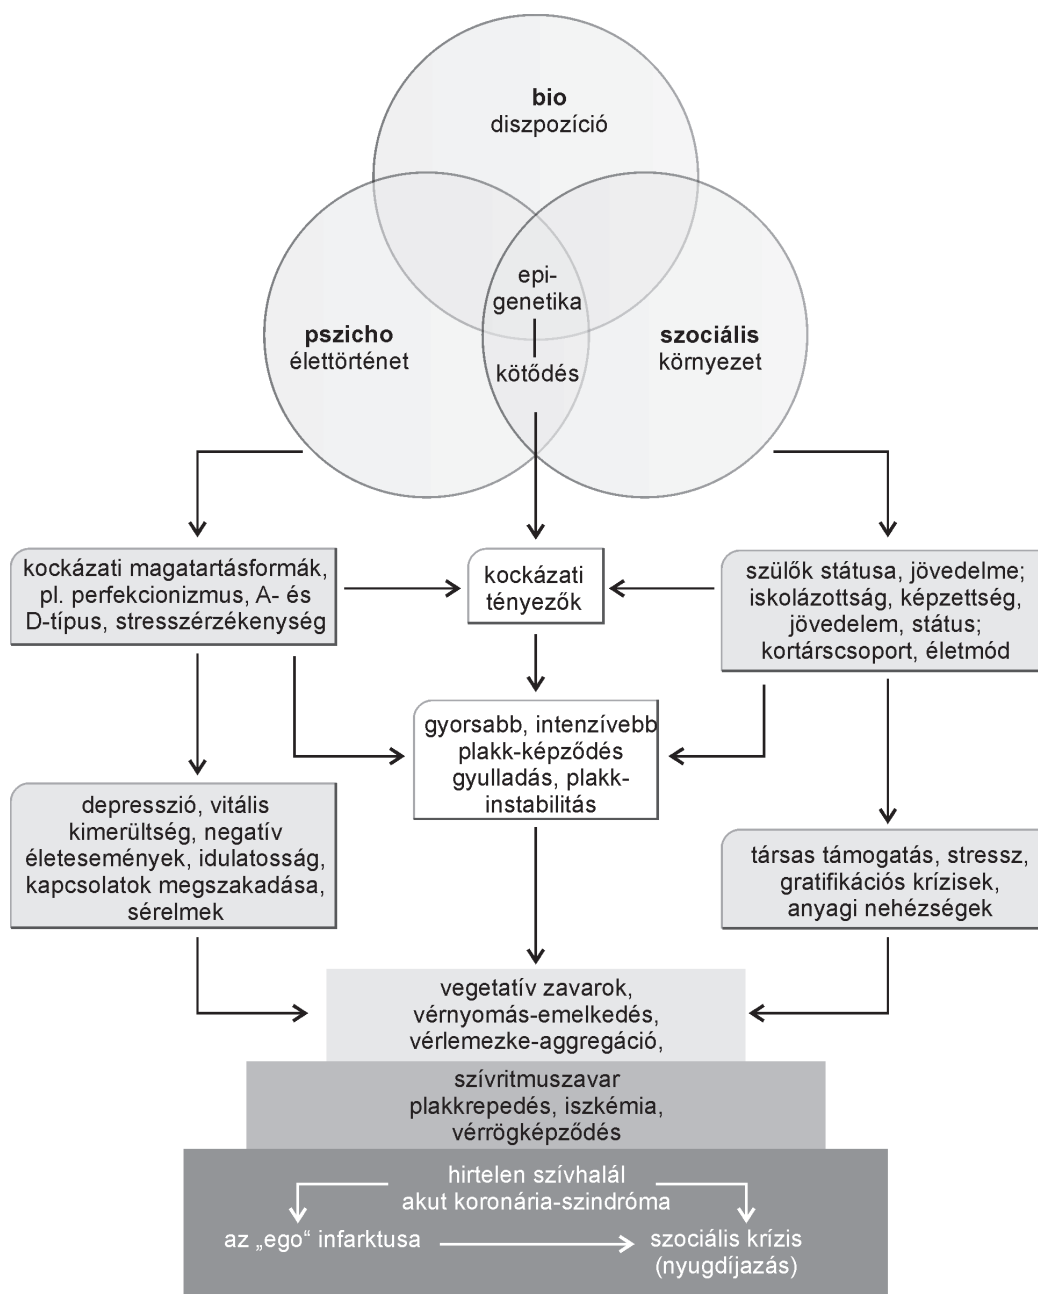 bio
diszpozíció
epi-
genetika
pszicho
élettörténet
szociális
környezet
kötődés
kockázati magatartásformák,
pl. perfekcionizmus, A- és
D-típus, stresszérzékenység
kockázati
tényezők
szülők státusa, jövedelme;
iskolázottság, képzettség,
jövedelem, státus;
kortárscsoport, életmód
gyorsabb, intenzívebb
plakk-képződés
gyulladás, plakk-
instabilitás
depresszió, vitális
kimerültség, negatív
életesemények, idulatosság,
kapcsolatok megszakadása,
sérelmek
társas támogatás, stressz,
gratifikációs krízisek,
anyagi nehézségek
vegetatív zavarok,
vérnyomás-emelkedés,
vérlemezke-aggregáció,
szívritmuszavar
plakkrepedés, iszkémia,
vérrögképződés
hirtelen szívhalál
akut koronária-szindróma
az „ego“ infarktusa
szociális krízis
(nyugdíjazás)